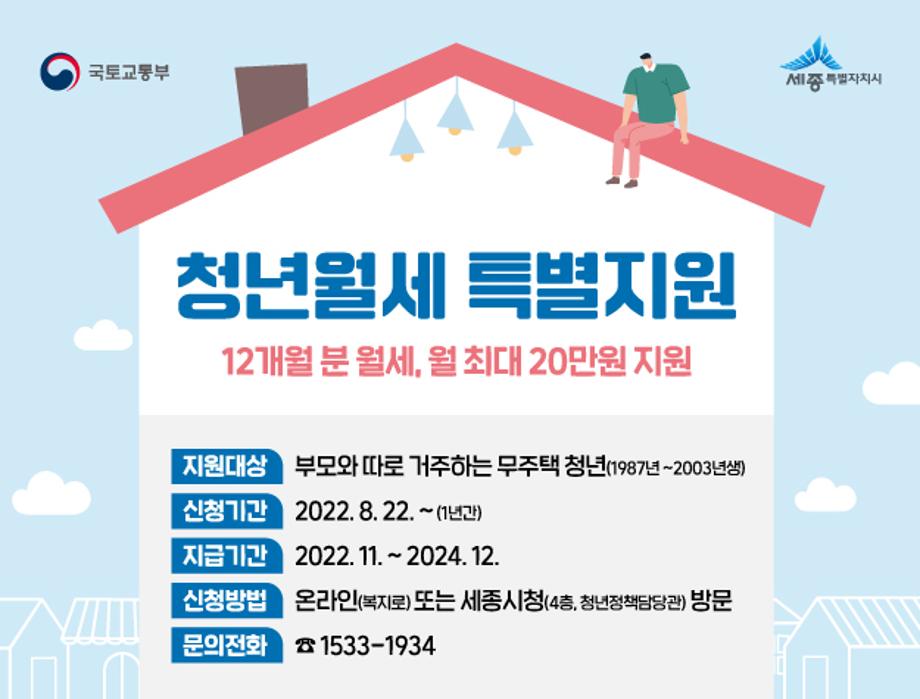 국토교통부
세종특별자치시
청년월세 특별지원
12개월 분 월세, 월 최대 20만원 지원
지원대상 부모와 따로 거주하는 무주택 청년(1987년 ~2003년생)
신청기간 2022. 8. 22. ~ (1년간)
지급기간 2022. 11. ~ 2024. 12.
신청방법 온라인(복지로) 또는 세종시청(4층, 청년정책담당관) 방문
문의전화 ☎ 1533-1934